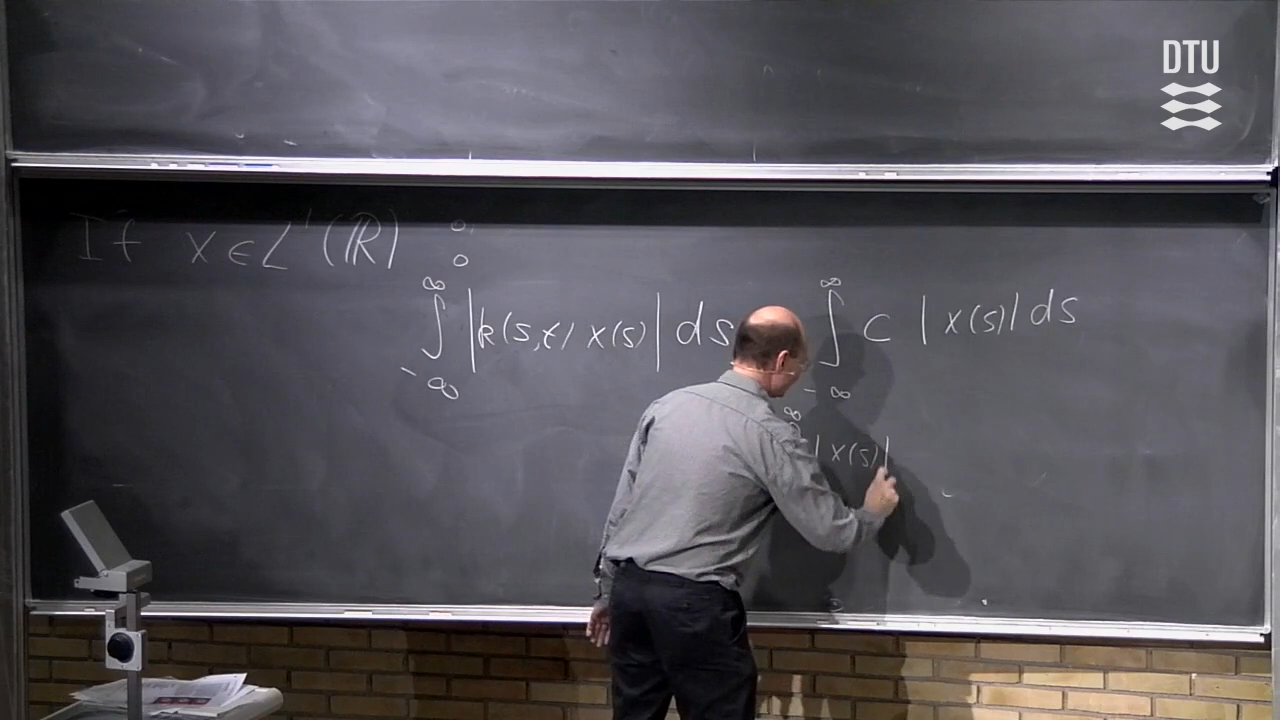 DTU
If x ∈ L¹(ℝ) :
∫_{-∞}^{∞} |k(s,t) x(s)| ds ∫_{-∞}^{∞} C |x(s)| ds
∞ |x(s)|